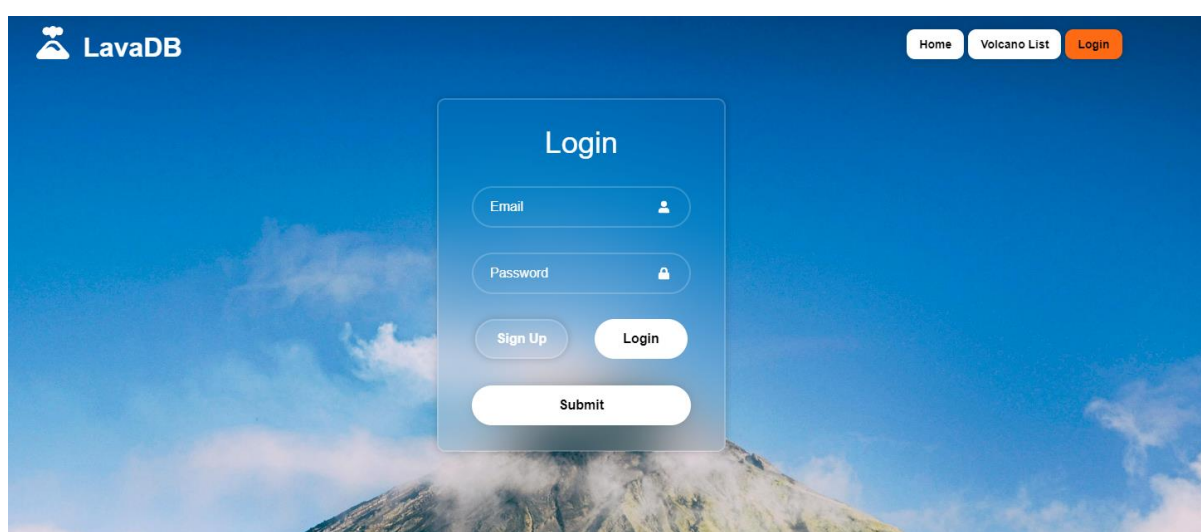 LavaDB
Home Volcano List Login
Login
Email
Password
Sign Up Login
Submit